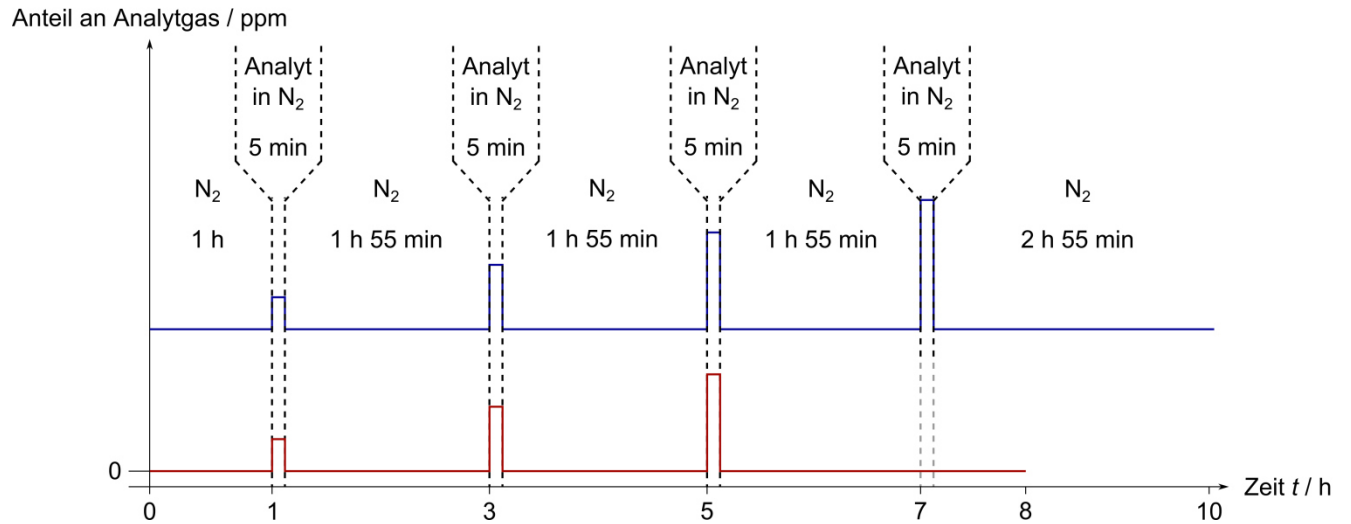 Anteil an Analytgas / ppm
Analyt
in N₂
5 min
Analyt
in N₂
5 min
Analyt
in N₂
5 min
Analyt
in N₂
5 min
N₂
1 h
N₂
1 h 55 min
N₂
1 h 55 min
N₂
1 h 55 min
N₂
2 h 55 min
0
0 1 3 5 7 8 10
Zeit t / h